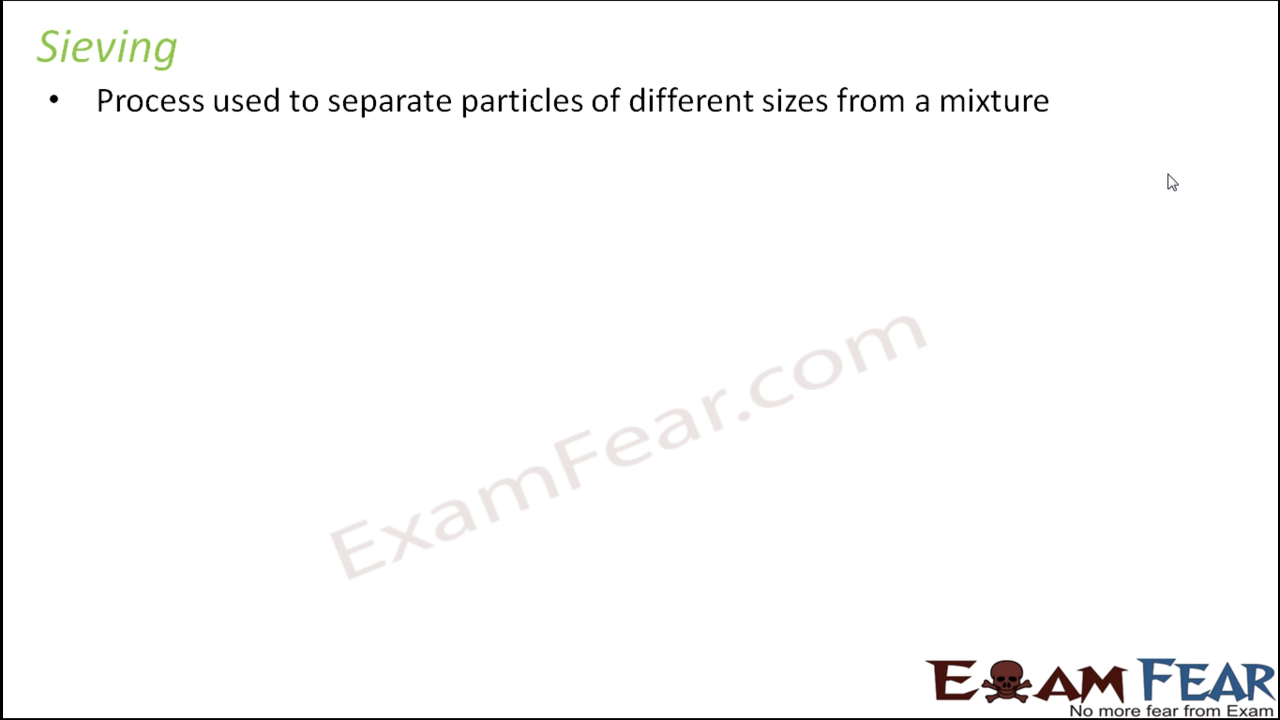 Sieving
• Process used to separate particles of different sizes from a mixture
ExamFear.com
EXAM FEAR
No more fear from Exam